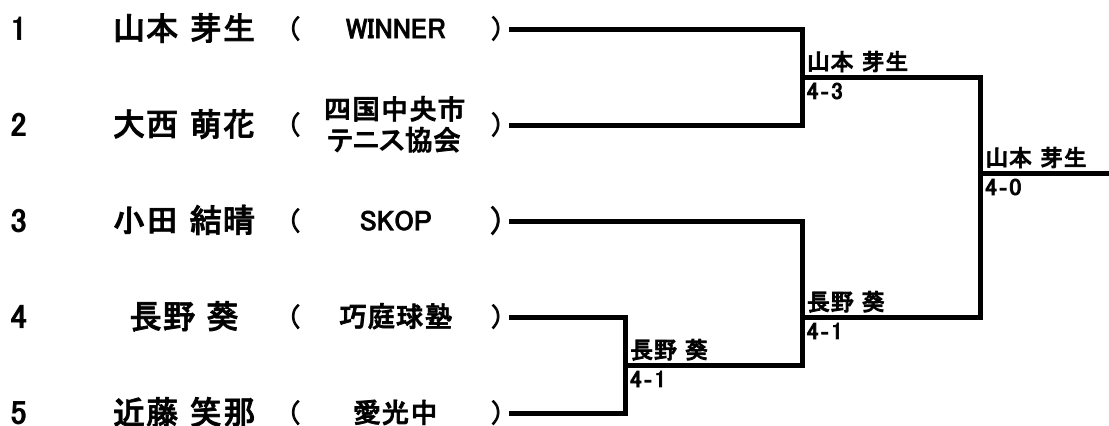 1 山本 芽生 ( WINNER )
2 大西 萌花 ( 四国中央市
テニス協会 )
3 小田 結晴 ( SKOP )
4 長野 葵 ( 巧庭球塾 )
5 近藤 笑那 ( 愛光中 )
長野 葵
4-1
山本 芽生
4-3
長野 葵
4-1
山本 芽生
4-0